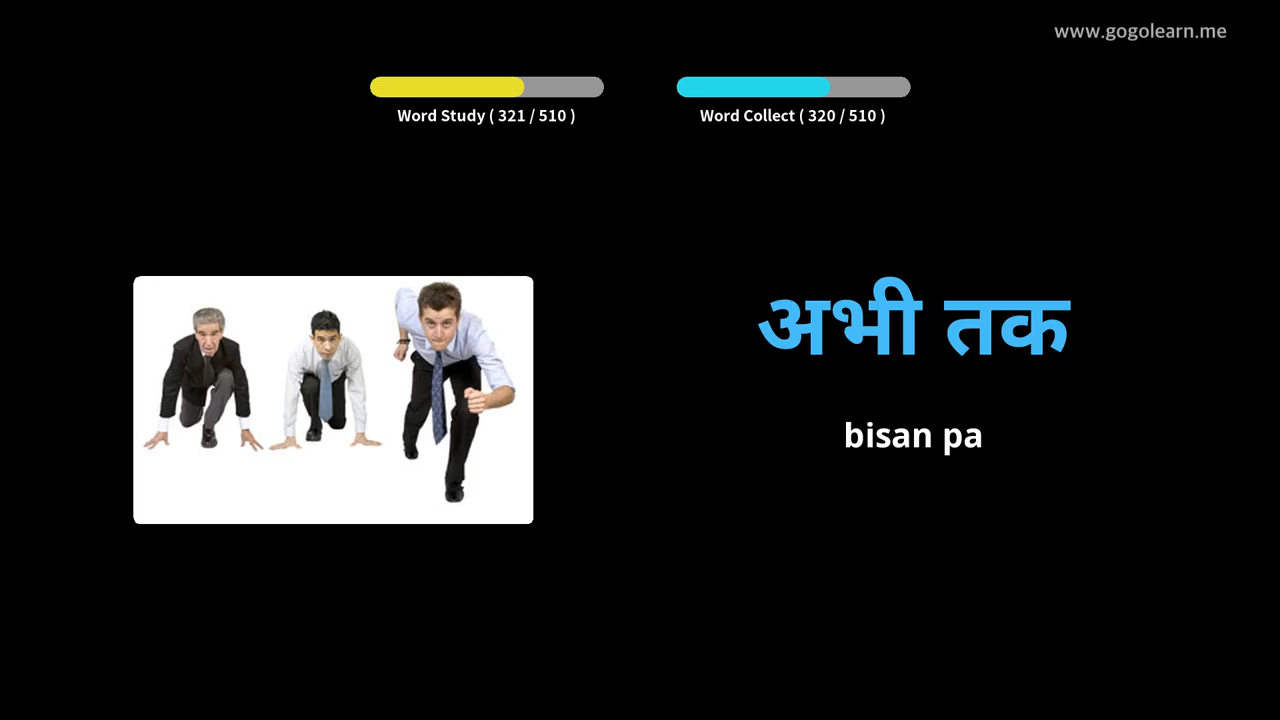 www.gogolearn.me
Word Study ( 321 / 510 )
Word Collect ( 320 / 510 )
अभी तक
bisan pa